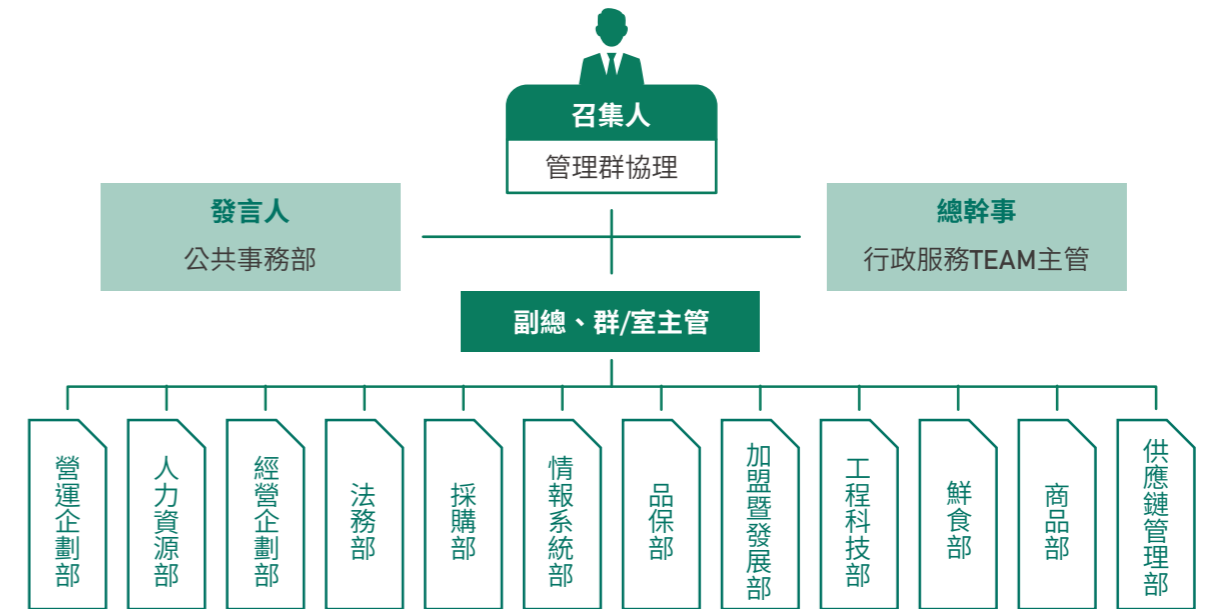 召集人
管理群協理
發言人
公共事務部
總幹事
行政服務TEAM主管
副總、群/室主管
營運企劃部
人力資源部
經營企劃部
法務部
採購部
情報系統部
品保部
加盟暨發展部
工程科技部
鮮食部
商品部
供應鏈管理部